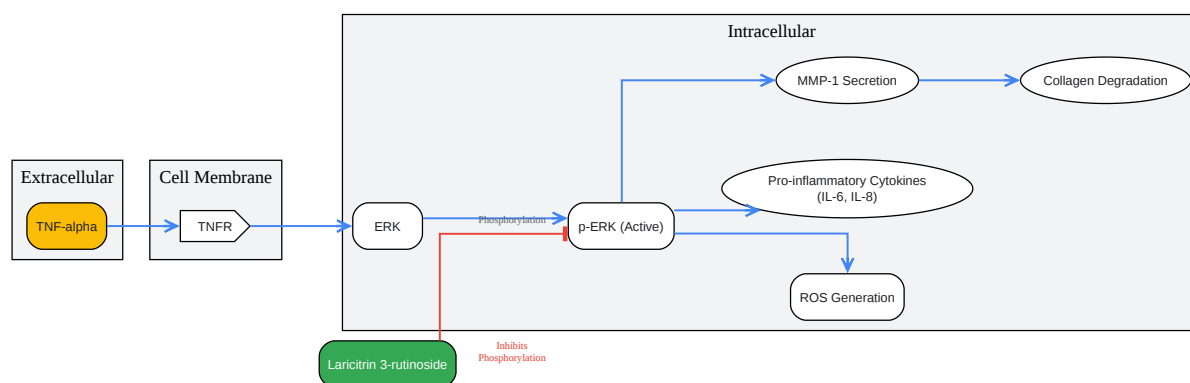 Intracellular
MMP-1 Secretion
Collagen Degradation
Extracellular
Cell Membrane
Pro-inflammatory Cytokines
(IL-6, IL-8)
TNF-alpha
TNFR
ERK
Phosphorylation
p-ERK (Active)
ROS Generation
Laricitrin 3-rutinoside
Inhibits
Phosphorylation